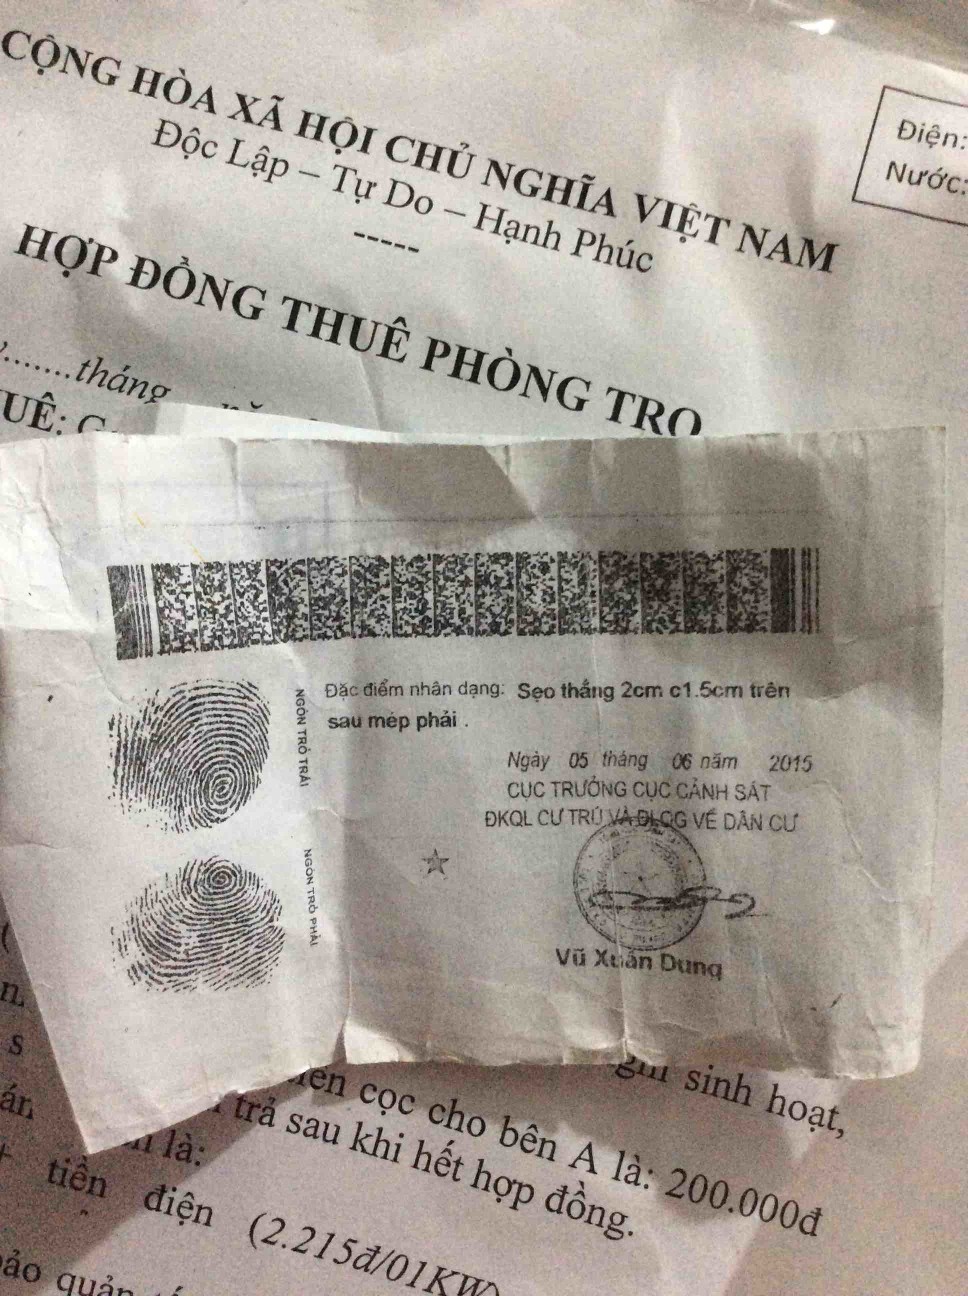 CỘNG HÒA XÃ HỘI CHỦ NGHĨA VIỆT NAM
Độc Lập – Tự Do – Hạnh Phúc
-----
Điện:
Nước:
HỢP ĐỒNG THUÊ PHÒNG TRỌ
.......tháng
UÊ:
NGÓN TRỎ TRÁI
NGÓN TRỎ PHẢI
Đặc điểm nhân dạng: Sẹo thẳng 2cm c1.5cm trên
sau mép phải .
Ngày 05 tháng 06 năm 2015
CỤC TRƯỞNG CỤC CẢNH SÁT
ĐKQL CƯ TRÚ VÀ DLQG VỀ DÂN CƯ
Vũ Xuân Dung
sinh hoạt,
cọc cho bên A là: 200.000đ
trả sau khi hết hợp đồng.
là:
+ tiền điện (2.215đ/01KW)
quản